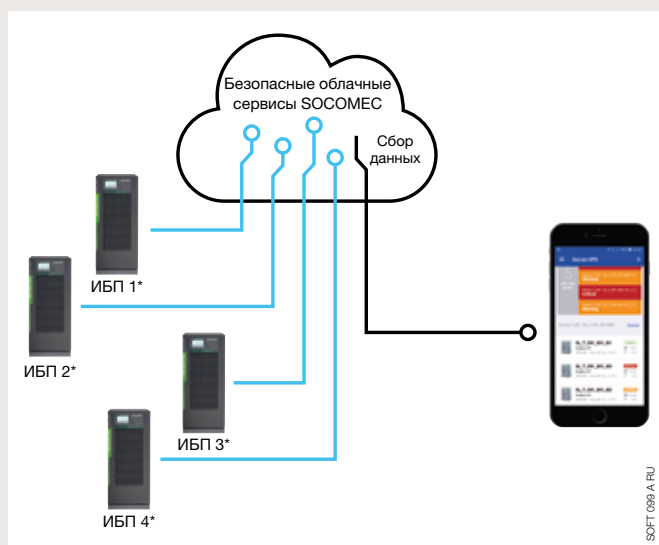 Безопасные облачные
сервисы SOCOMEC
Сбор
данных
ИБП 1*
ИБП 2*
ИБП 3*
ИБП 4*
SOFT 099 A RU